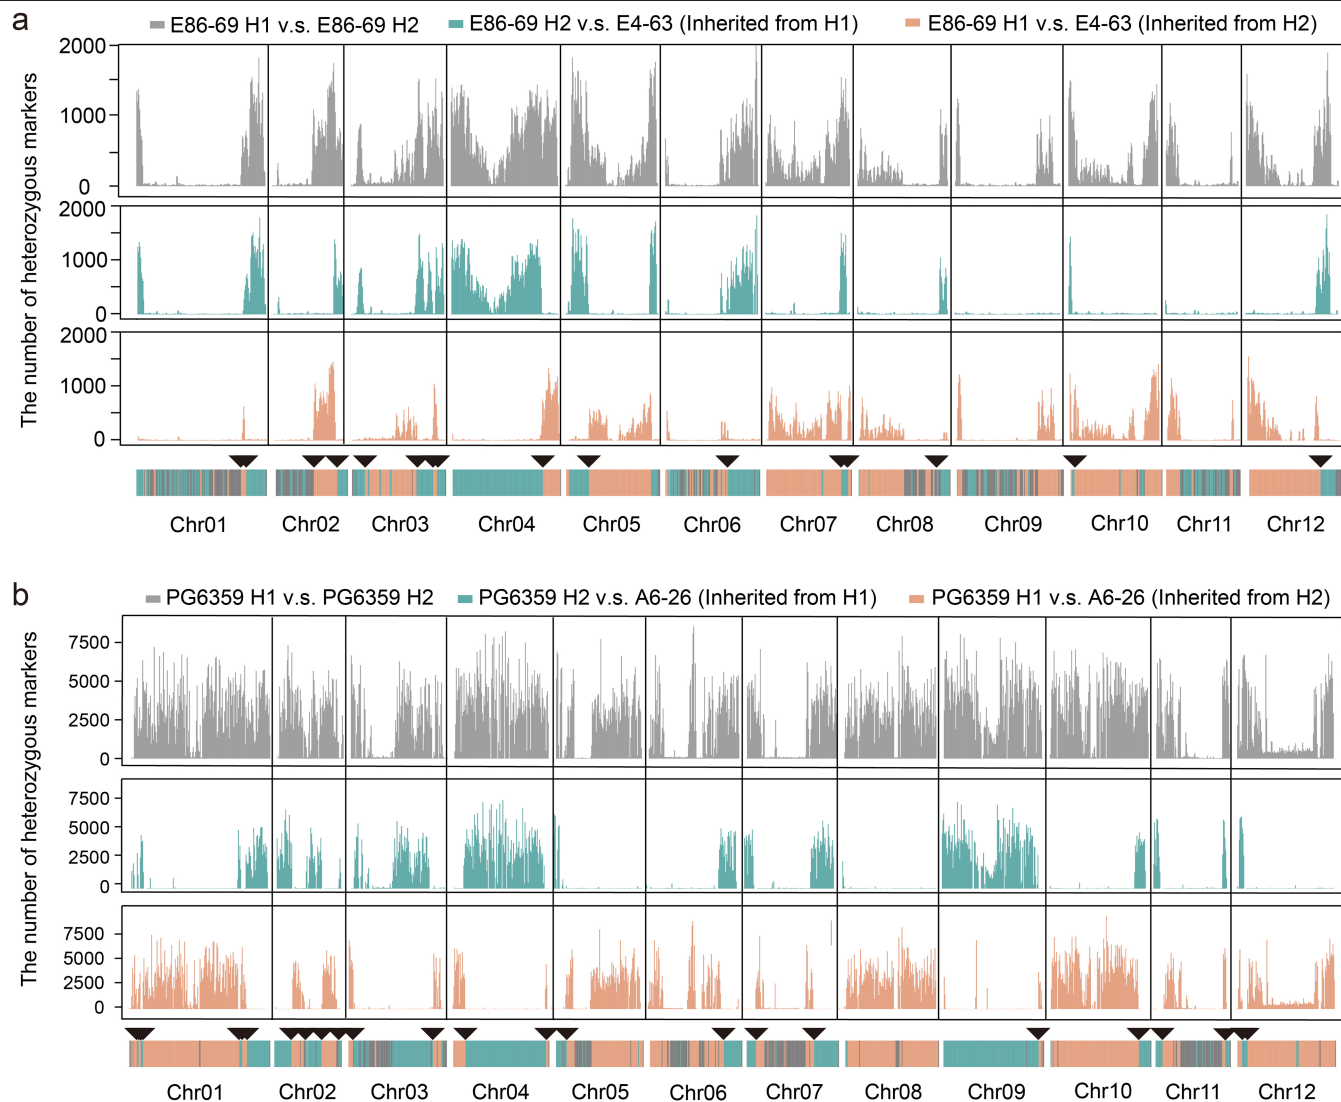 a
E86-69 H1 v.s. E86-69 H2 E86-69 H2 v.s. E4-63 (Inherited from H1) E86-69 H1 v.s. E4-63 (Inherited from H2)
The number of heterozygous markers
2000
1000
0
2000
1000
0
2000
1000
0
Chr01 Chr02 Chr03 Chr04 Chr05 Chr06 Chr07 Chr08 Chr09 Chr10 Chr11 Chr12
b
PG6359 H1 v.s. PG6359 H2 PG6359 H2 v.s. A6-26 (Inherited from H1) PG6359 H1 v.s. A6-26 (Inherited from H2)
The number of heterozygous markers
7500
5000
2500
0
7500
5000
2500
0
7500
5000
2500
0
Chr01 Chr02 Chr03 Chr04 Chr05 Chr06 Chr07 Chr08 Chr09 Chr10 Chr11 Chr12